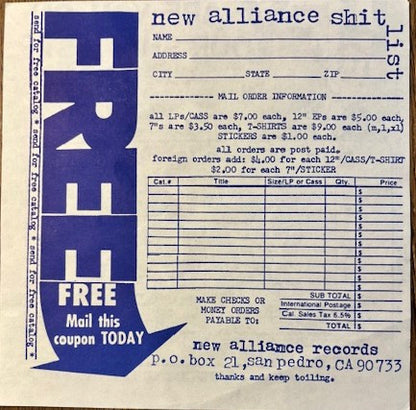 send for free catalog * send for free catalog * send for free catalog *
FREE
FREE
Mail this
coupon TODAY
new alliance shit
list
NAME
ADDRESS
CITY STATE ZIP
MAIL ORDER INFORMATION
all LPs/CASS are $7.00 each, 12" EPs are $5.00 each,
7"s are $3.50 each, T-SHIRTS are $9.00 each (m,l,xl)
STICKERS are $1.00 each.
all orders are post paid.
foreign orders add: $4.00 for each 12"/CASS/T-SHIRT
$2.00 for each 7"/STICKER
Cat.# Title Size/LP or Cass Qty. Price
$
$
$
$
$
$
$
$
$
$
$
$
SUB TOTAL $
International Postage $
Cal. Sales Tax 6.5% $
TOTAL $
MAKE CHECKS OR
MONEY ORDERS
PAYABLE TO:
new alliamce records
p.o.box 21,san pedro, CA 90733
thanks and keep toiling.